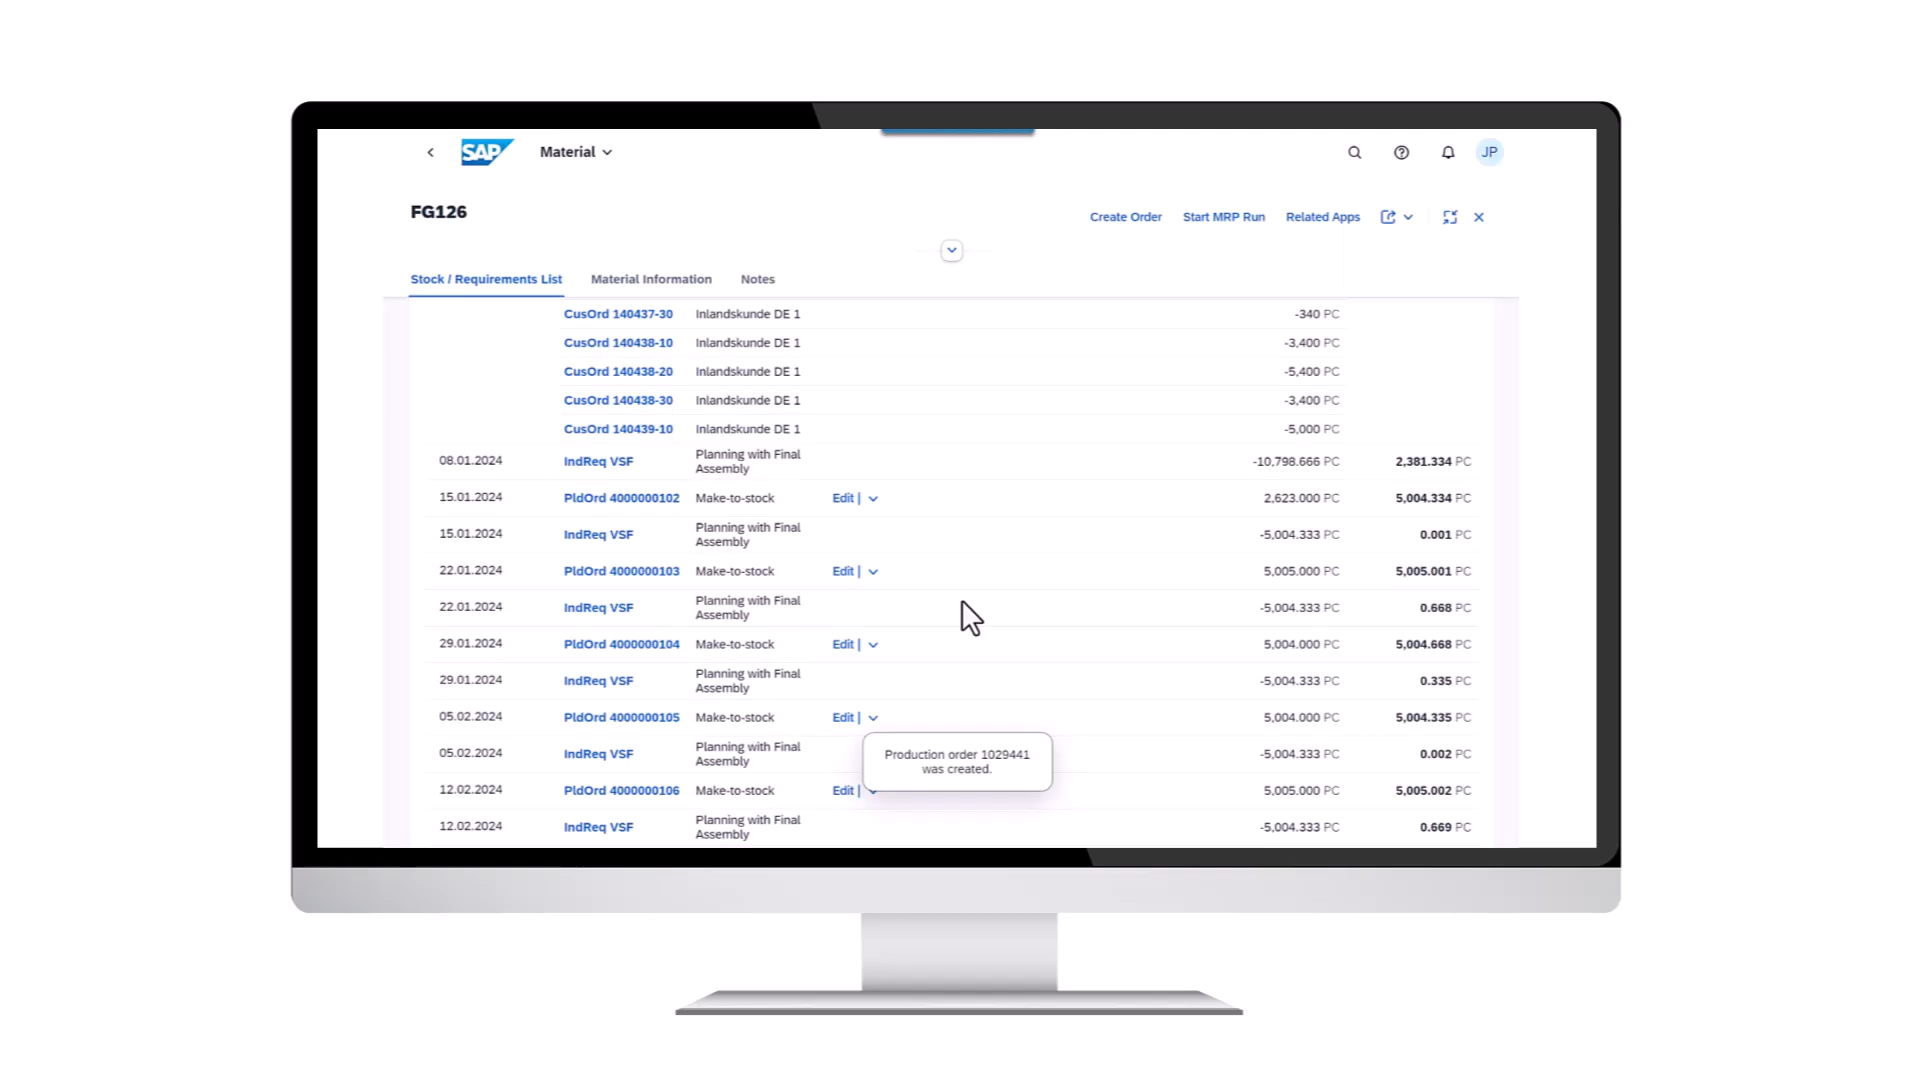 SAP Material JP
FG126
Create Order Start MRP Run Related Apps
Stock / Requirements List Material Information Notes
CusOrd 140437-30 Inlandskunde DE 1 -340 PC
CusOrd 140438-10 Inlandskunde DE 1 -3,400 PC
CusOrd 140438-20 Inlandskunde DE 1 -5,400 PC
CusOrd 140438-30 Inlandskunde DE 1 -3,400 PC
CusOrd 140439-10 Inlandskunde DE 1 -5,000 PC
08.01.2024 IndReq VSF Planning with Final Assembly -10,798.666 PC 2,381.334 PC
15.01.2024 PldOrd 4000000102 Make-to-stock Edit | 2,623.000 PC 5,004.334 PC
15.01.2024 IndReq VSF Planning with Final Assembly -5,004.333 PC 0.001 PC
22.01.2024 PldOrd 4000000103 Make-to-stock Edit | 5,005.000 PC 5,005.001 PC
22.01.2024 IndReq VSF Planning with Final Assembly -5,004.333 PC 0.668 PC
29.01.2024 PldOrd 4000000104 Make-to-stock Edit | 5,004.000 PC 5,004.668 PC
29.01.2024 IndReq VSF Planning with Final Assembly -5,004.333 PC 0.335 PC
05.02.2024 PldOrd 4000000105 Make-to-stock Edit | 5,004.000 PC 5,004.335 PC
05.02.2024 IndReq VSF Planning with Final Assembly -5,004.333 PC 0.002 PC
Production order 1029441
was created.
12.02.2024 PldOrd 4000000106 Make-to-stock Edit | 5,005.000 PC 5,005.002 PC
12.02.2024 IndReq VSF Planning with Final Assembly -5,004.333 PC 0.669 PC